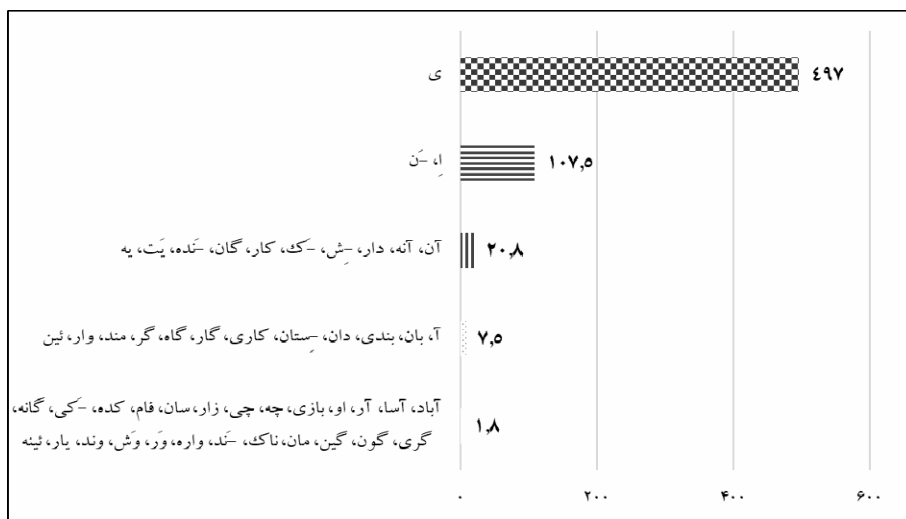 ی
۴۹۷
اِ، ـَن
۱۰۷,۵
آن، آنه، دار، ـِش، ـَک، کار، گان، ـَنده، یَت، یه
۲۰,۸
آ، بان، بندی، دان، ـِستان، کاری، گار، گاه، گر، مند، وار، ئین
۷,۵
آباد، آسا، آر، او، بازی، چه، چی، زار، سان، فام، کده، ـَکی، گانه،
گری، گون، گین، مان، ناک، ـَند، واره، وَر، وَش، وند، یار، ئینه
۱,۸
۰ ۲۰۰ ۴۰۰ ۶۰۰